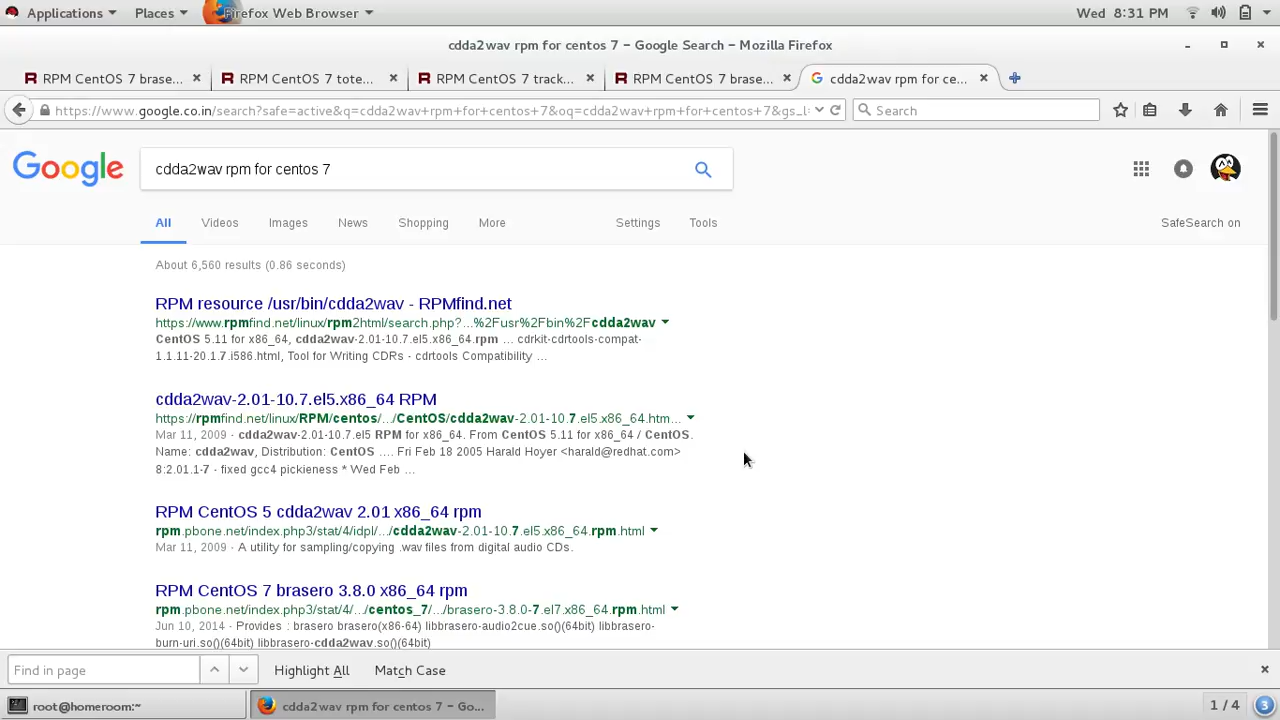 Applications Places Firefox Web Browser Wed 8:31 PM
cdda2wav rpm for centos 7 – Google Search – Mozilla Firefox
RPM CentOS 7 brase... RPM CentOS 7 tote... RPM CentOS 7 track... RPM CentOS 7 brase... cdda2wav rpm for ce...
https://www.google.co.in/search?safe=active&q=cdda2wav+rpm+for+centos+7&oq=cdda2wav+rpm+for+centos+7&gs_l Search
Google cdda2wav rpm for centos 7
All Videos Images News Shopping More Settings Tools SafeSearch on
About 6,560 results (0.86 seconds)
RPM resource /usr/bin/cdda2wav - RPMfind.net
https://www.rpmfind.net/linux/rpm2html/search.php?...%2Fusr%2Fbin%2Fcdda2wav
CentOS 5.11 for x86_64, cdda2wav-2.01-10.7.el5.x86_64.rpm ... cdrkit-cdrtools-compat-
1.1.11-20.1.7.i586.html, Tool for Writing CDRs - cdrtools Compatibility ...
cdda2wav-2.01-10.7.el5.x86_64 RPM
https://rpmfind.net/linux/RPM/centos/.../CentOS/cdda2wav-2.01-10.7.el5.x86_64.htm...
Mar 11, 2009 - cdda2wav-2.01-10.7.el5 RPM for x86_64. From CentOS 5.11 for x86_64 / CentOS.
Name: cdda2wav, Distribution: CentOS .... Fri Feb 18 2005 Harald Hoyer <harald@redhat.com>
8:2.01.1-7 - fixed gcc4 pickieness * Wed Feb ...
RPM CentOS 5 cdda2wav 2.01 x86_64 rpm
rpm.pbone.net/index.php3/stat/4/idpl/.../cdda2wav-2.01-10.7.el5.x86_64.rpm.html
Mar 11, 2009 - A utility for sampling/copying .wav files from digital audio CDs.
RPM CentOS 7 brasero 3.8.0 x86_64 rpm
rpm.pbone.net/index.php3/stat/4/.../centos_7/.../brasero-3.8.0-7.el7.x86_64.rpm.html
Jun 10, 2014 - Provides : brasero brasero(x86-64) libbrasero-audio2cue.so()(64bit) libbrasero-
burn-uri.so()(64bit) libbrasero-cdda2wav.so()(64bit)
Find in page Highlight All Match Case
root@homeroom:~ cdda2wav rpm for centos 7 – Go... 1 / 4 3